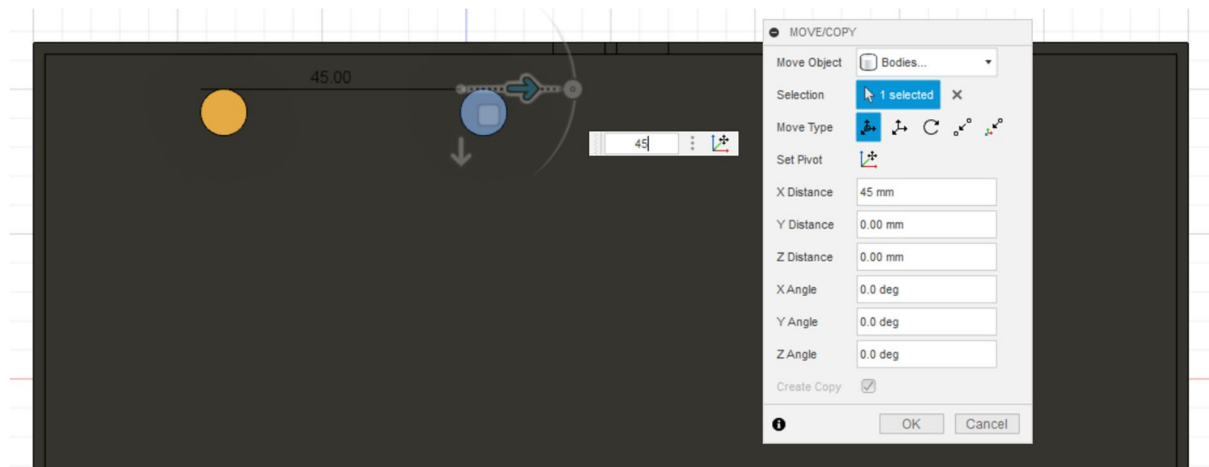 MOVE/COPY
Move Object Bodies...
45.00
Selection 1 selected
Move Type
45
Set Pivot
X Distance 45 mm
Y Distance 0.00 mm
Z Distance 0.00 mm
X Angle 0.0 deg
Y Angle 0.0 deg
Z Angle 0.0 deg
Create Copy
OK Cancel